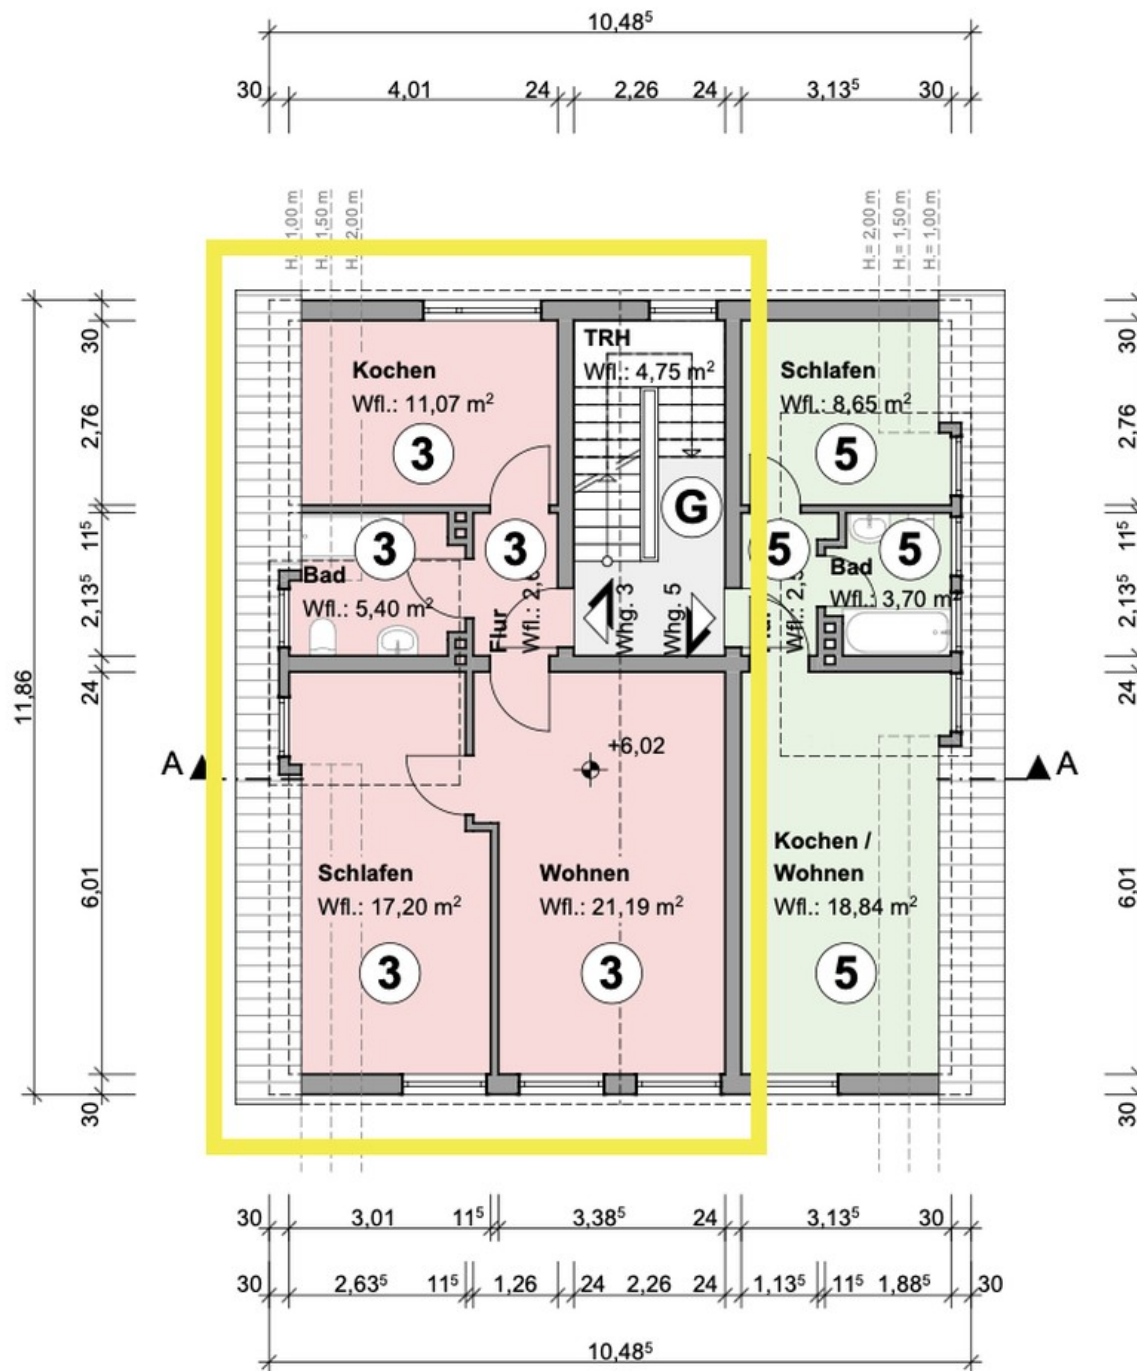 10,48⁵
30 4,01 24 2,26 24 3,13⁵ 30
H. 1,00 m
H. 1,50 m
H. 2,00 m
H.= 2,00 m
H.= 1,50 m
H.= 1,00 m
11,86
30
2,76
11⁵
2,13⁵
24
6,01
30
Kochen
Wfl.: 11,07 m²
3
TRH
Wfl.: 4,75 m²
Schlafen
Wfl.: 8,65 m²
5
G
3
Bad
Wfl.: 5,40 m²
3
Flur
Wfl.: 2,
Whg. 3
Whg. 5
5
Wfl.: 2,
5
Bad
Wfl.: 3,70 m²
+6,02
A
A
Schlafen
Wfl.: 17,20 m²
3
Wohnen
Wfl.: 21,19 m²
3
Kochen /
Wohnen
Wfl.: 18,84 m²
5
30
2,76
11⁵
2,13⁵
24
6,01
30
30 3,01 11⁵ 3,38⁵ 24 3,13⁵ 30
30 2,63⁵ 11⁵ 1,26 24 2,26 24 1,13⁵ 11⁵ 1,88⁵ 30
10,48⁵